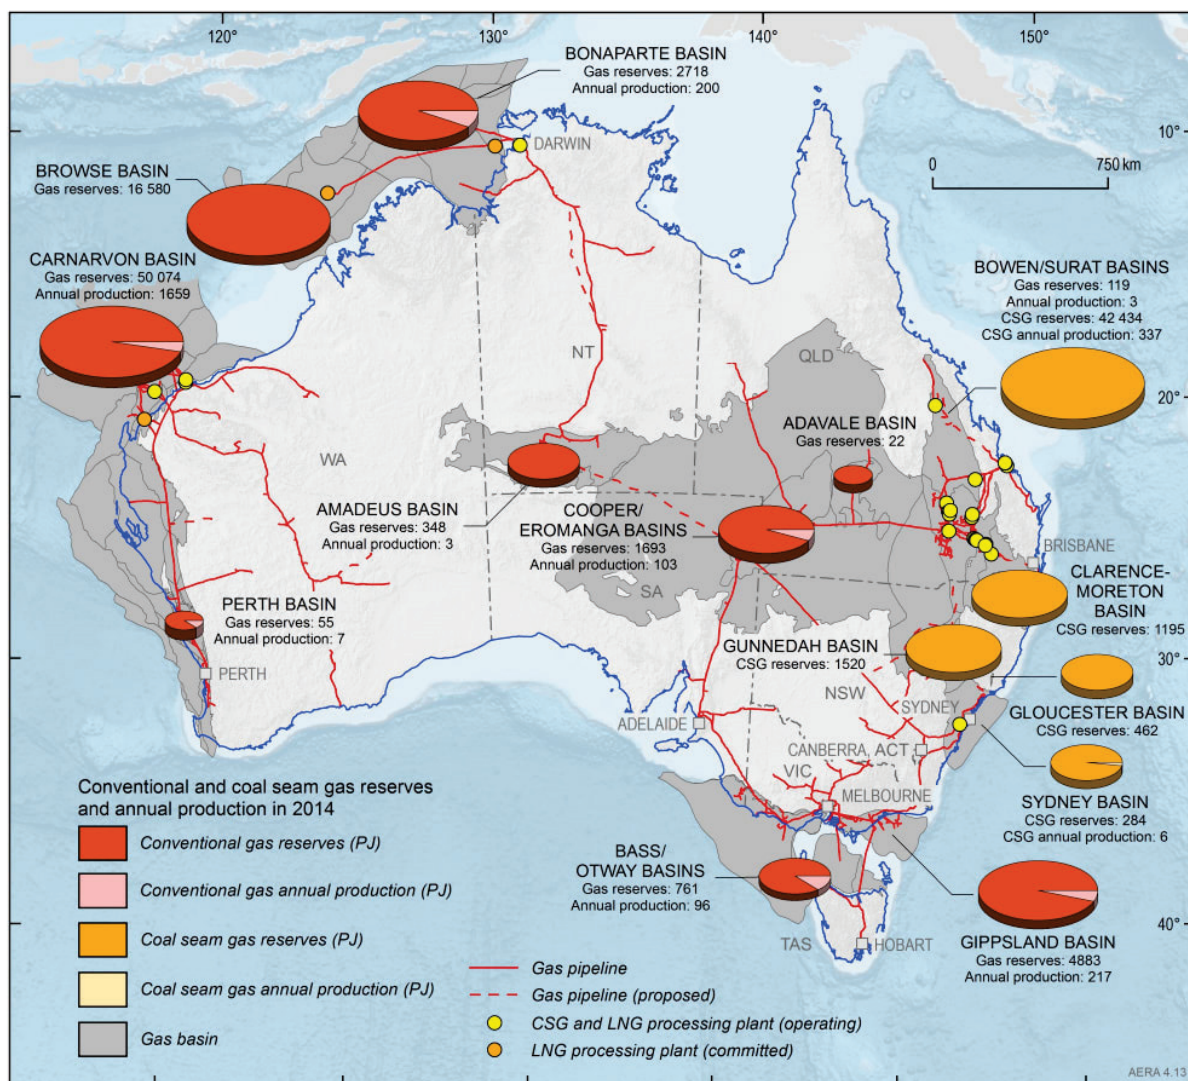 120°
130°
140°
150°
BONAPARTE BASIN
Gas reserves: 2718
Annual production: 200
DARWIN
10°
0
750 km
BROWSE BASIN
Gas reserves: 16 580
CARNARVON BASIN
Gas reserves: 50 074
Annual production: 1659
BOWEN/SURAT BASINS
Gas reserves: 119
Annual production: 3
CSG reserves: 42 434
CSG annual production: 337
NT
QLD
20°
ADAVALE BASIN
Gas reserves: 22
WA
AMADEUS BASIN
Gas reserves: 348
Annual production: 3
COOPER/
EROMANGA BASINS
Gas reserves: 1693
Annual production: 103
BRISBANE
SA
CLARENCE-
MORETON
BASIN
CSG reserves: 1195
PERTH BASIN
Gas reserves: 55
Annual production: 7
GUNNEDAH BASIN
CSG reserves: 1520
30°
PERTH
NSW
SYDNEY
ADELAIDE
GLOUCESTER BASIN
CSG reserves: 462
CANBERRA, ACT
VIC
MELBOURNE
SYDNEY BASIN
CSG reserves: 284
CSG annual production: 6
BASS/
OTWAY BASINS
Gas reserves: 761
Annual production: 96
TAS
HOBART
40°
GIPPSLAND BASIN
Gas reserves: 4883
Annual production: 217
Conventional and coal seam gas reserves
and annual production in 2014
Conventional gas reserves (PJ)
Conventional gas annual production (PJ)
Coal seam gas reserves (PJ)
Coal seam gas annual production (PJ)
Gas basin
Gas pipeline
Gas pipeline (proposed)
CSG and LNG processing plant (operating)
LNG processing plant (committed)
AERA 4.13